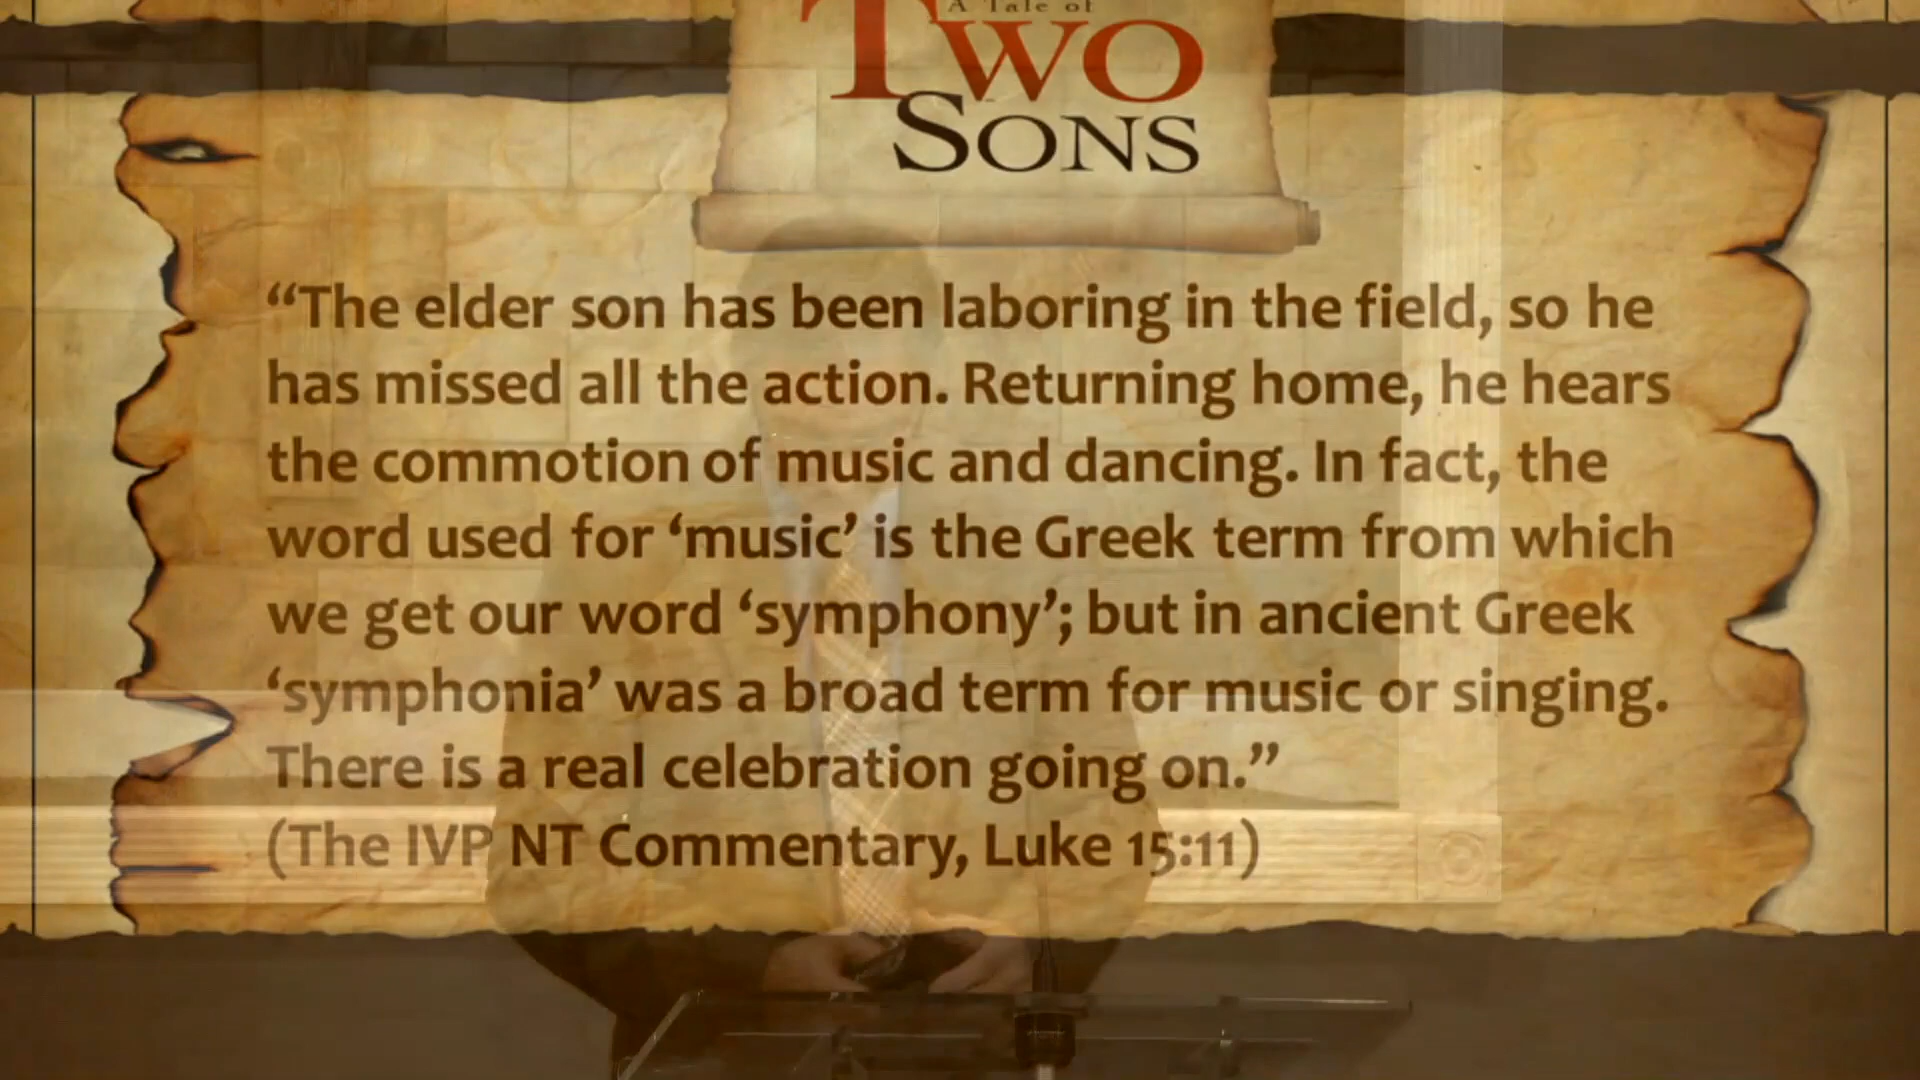 A Tale of
Two
Sons
“The elder son has been laboring in the field, so he
has missed all the action. Returning home, he hears
the commotion of music and dancing. In fact, the
word used for ‘music’ is the Greek term from which
we get our word ‘symphony’; but in ancient Greek
‘symphonia’ was a broad term for music or singing.
There is a real celebration going on.”
(The IVP NT Commentary, Luke 15:11)